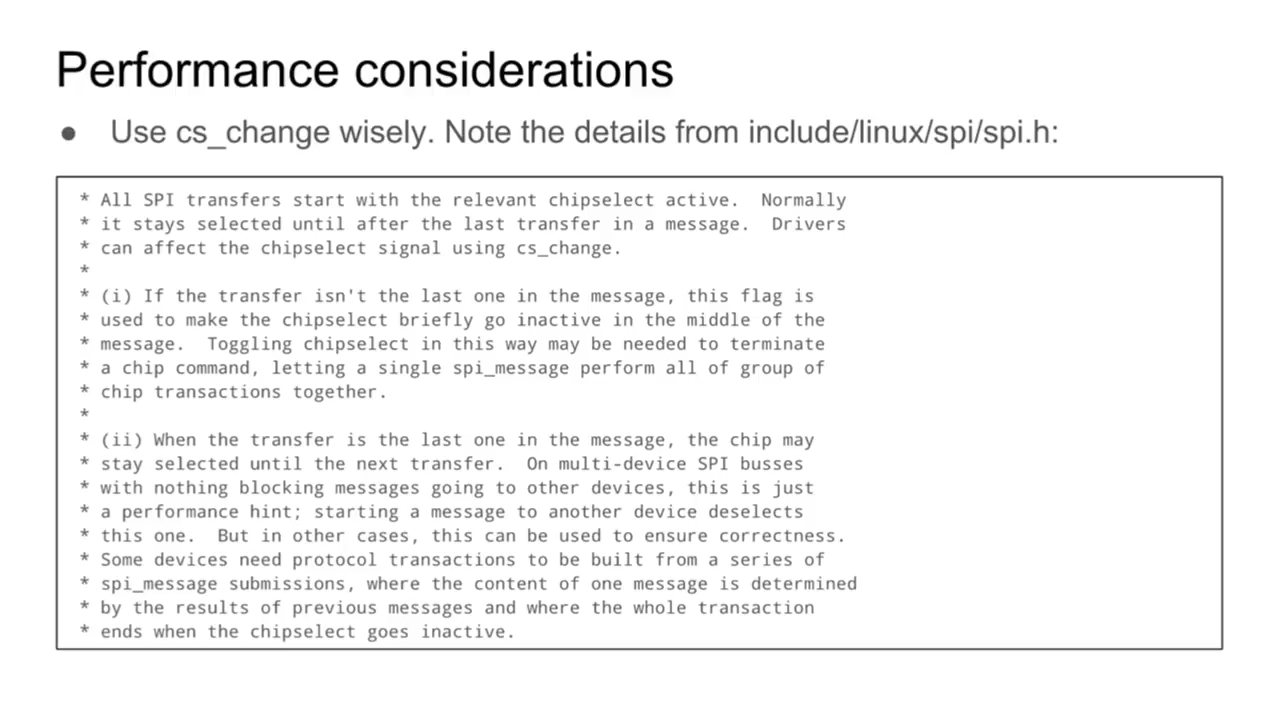 Performance considerations
● Use cs_change wisely. Note the details from include/linux/spi/spi.h:
* All SPI transfers start with the relevant chipselect active.  Normally
* it stays selected until after the last transfer in a message.  Drivers
* can affect the chipselect signal using cs_change.
*
* (i) If the transfer isn't the last one in the message, this flag is
* used to make the chipselect briefly go inactive in the middle of the
* message.  Toggling chipselect in this way may be needed to terminate
* a chip command, letting a single spi_message perform all of group of
* chip transactions together.
*
* (ii) When the transfer is the last one in the message, the chip may
* stay selected until the next transfer.  On multi-device SPI busses
* with nothing blocking messages going to other devices, this is just
* a performance hint; starting a message to another device deselects
* this one.  But in other cases, this can be used to ensure correctness.
* Some devices need protocol transactions to be built from a series of
* spi_message submissions, where the content of one message is determined
* by the results of previous messages and where the whole transaction
* ends when the chipselect goes inactive.